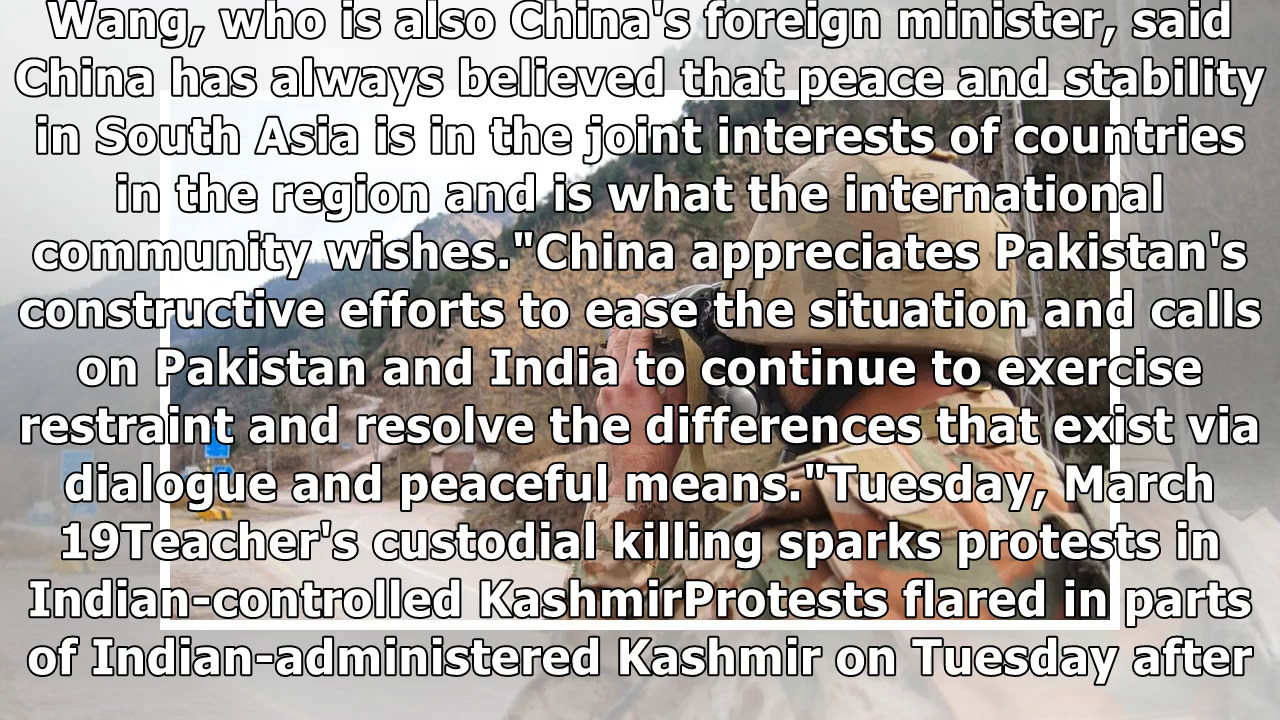 Wang, who is also China's foreign minister, said
China has always believed that peace and stability
in South Asia is in the joint interests of countries
in the region and is what the international
community wishes."China appreciates Pakistan's
constructive efforts to ease the situation and calls
on Pakistan and India to continue to exercise
restraint and resolve the differences that exist via
dialogue and peaceful means."Tuesday, March
19Teacher's custodial killing sparks protests in
Indian-controlled KashmirProtests flared in parts
of Indian-administered Kashmir on Tuesday after